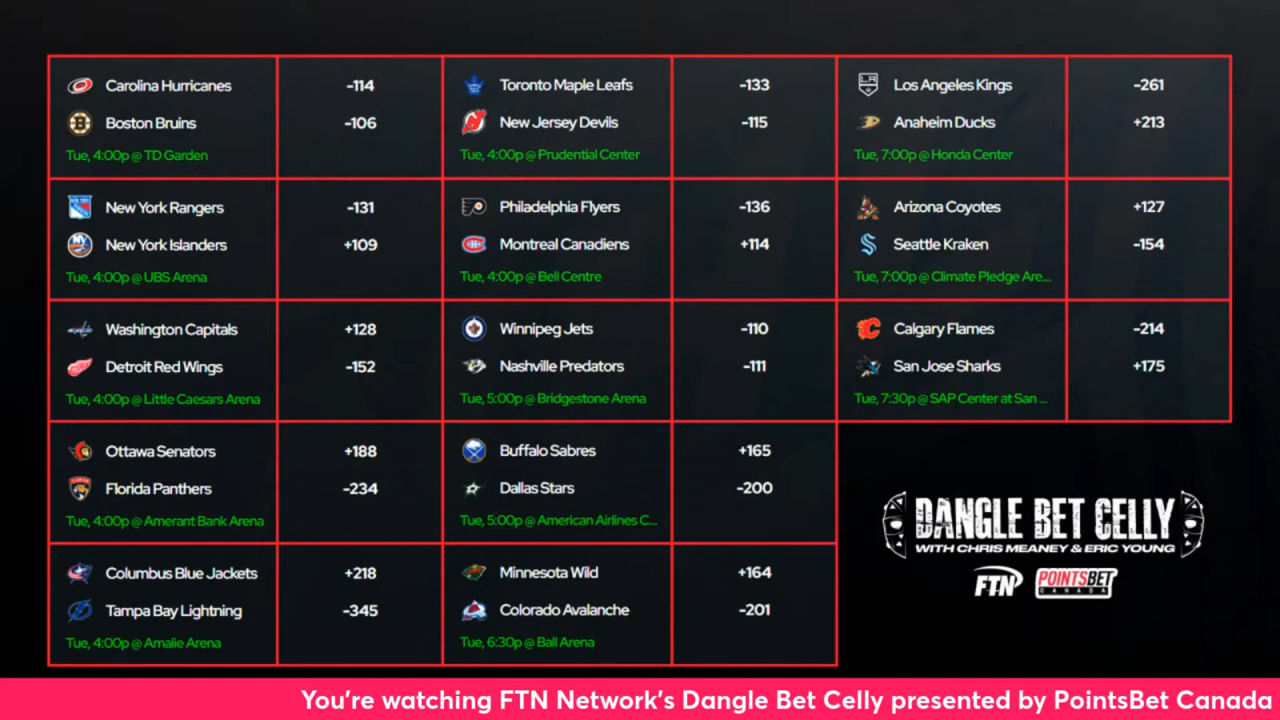 Carolina Hurricanes -114
Boston Bruins -106
Tue, 4:00p @ TD Garden
New York Rangers -131
New York Islanders +109
Tue, 4:00p @ UBS Arena
Washington Capitals +128
Detroit Red Wings -152
Tue, 4:00p @ Little Caesars Arena
Ottawa Senators +188
Florida Panthers -234
Tue, 4:00p @ Amerant Bank Arena
Columbus Blue Jackets +218
Tampa Bay Lightning -345
Tue, 4:00p @ Amalie Arena
Toronto Maple Leafs -133
New Jersey Devils -115
Tue, 4:00p @ Prudential Center
Philadelphia Flyers -136
Montreal Canadiens +114
Tue, 4:00p @ Bell Centre
Winnipeg Jets -110
Nashville Predators -111
Tue, 5:00p @ Bridgestone Arena
Buffalo Sabres +165
Dallas Stars -200
Tue, 5:00p @ American Airlines C...
Minnesota Wild +164
Colorado Avalanche -201
Tue, 6:30p @ Ball Arena
Los Angeles Kings -261
Anaheim Ducks +213
Tue, 7:00p @ Honda Center
Arizona Coyotes +127
Seattle Kraken -154
Tue, 7:00p @ Climate Pledge Are...
Calgary Flames -214
San Jose Sharks +175
Tue, 7:30p @ SAP Center at San ...
DANGLE BET CELLY
WITH CHRIS MEANEY & ERIC YOUNG
FTN POINTSBET
CANADA
You're watching FTN Network's Dangle Bet Celly presented by PointsBet Canada